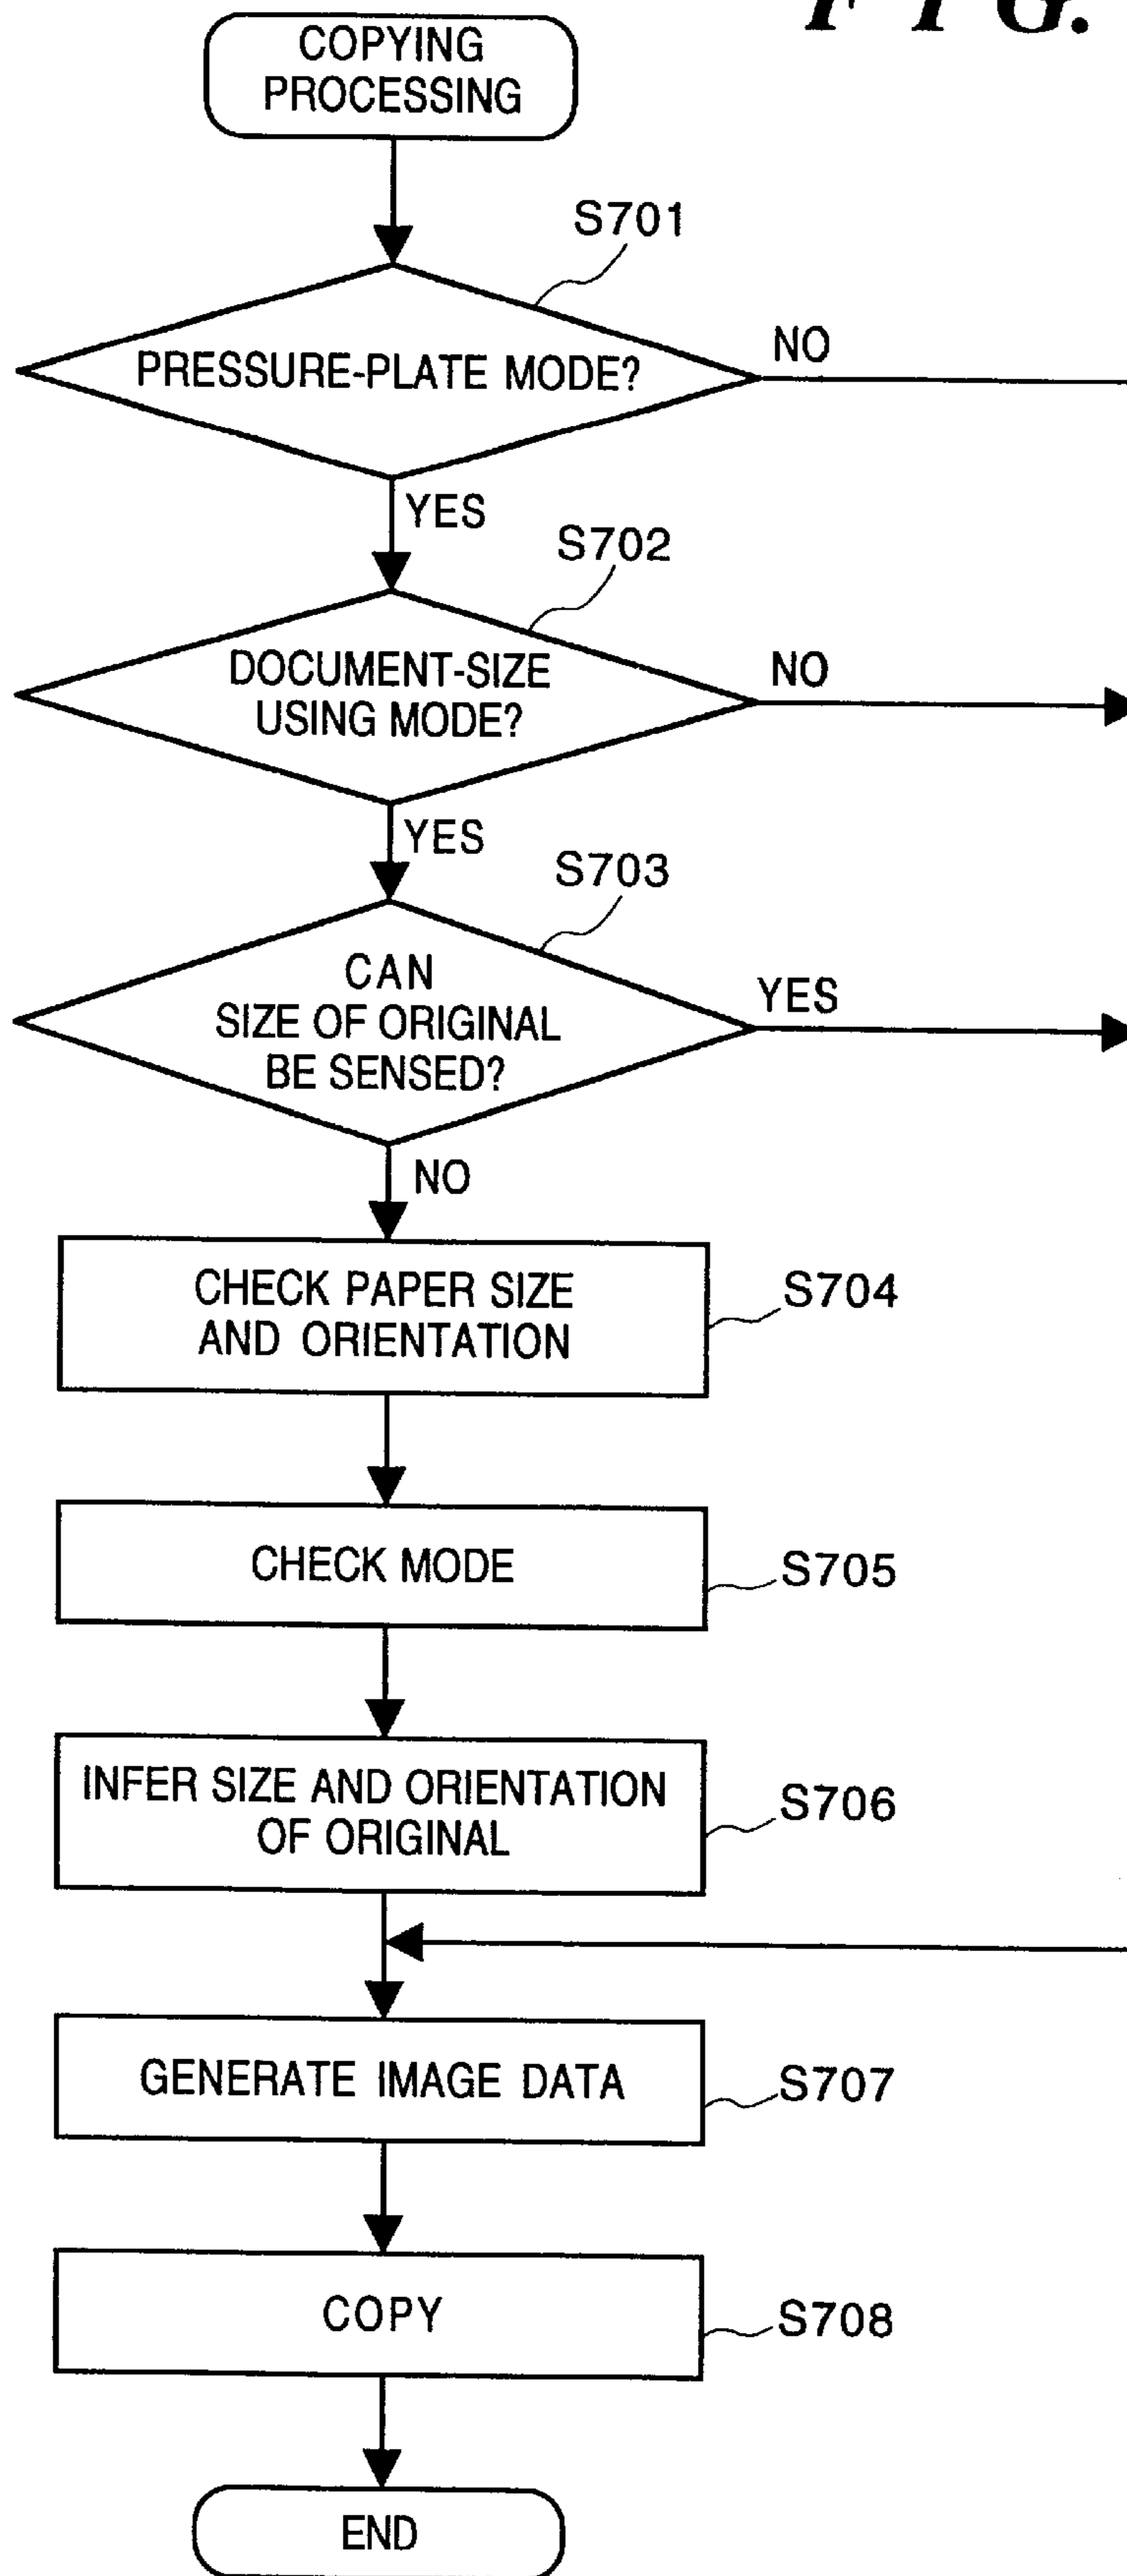 FIG.
COPYING
PROCESSING
S701
PRESSURE-PLATE MODE?
NO
YES
S702
DOCUMENT-SIZE
USING MODE?
NO
YES
S703
CAN
SIZE OF ORIGINAL
BE SENSED?
YES
NO
CHECK PAPER SIZE
AND ORIENTATION
S704
CHECK MODE
S705
INFER SIZE AND ORIENTATION
OF ORIGINAL
S706
GENERATE IMAGE DATA
S707
COPY
S708
END